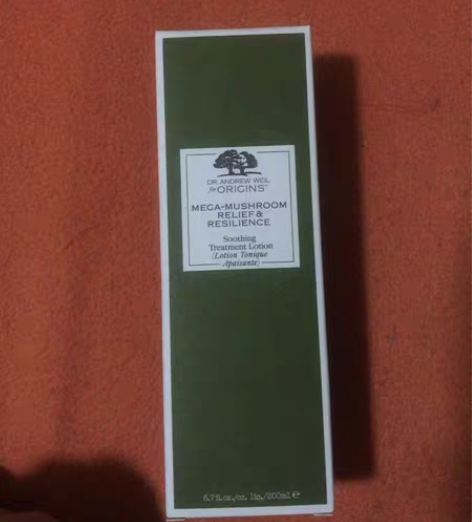 DR. ANDREW WEIL
for ORIGINS™
MEGA-MUSHROOM
RELIEF &
RESILIENCE
Soothing
Treatment Lotion
(Lotion Tonique
Apaisante)
6.7 fl.oz./oz. liq./200ml e